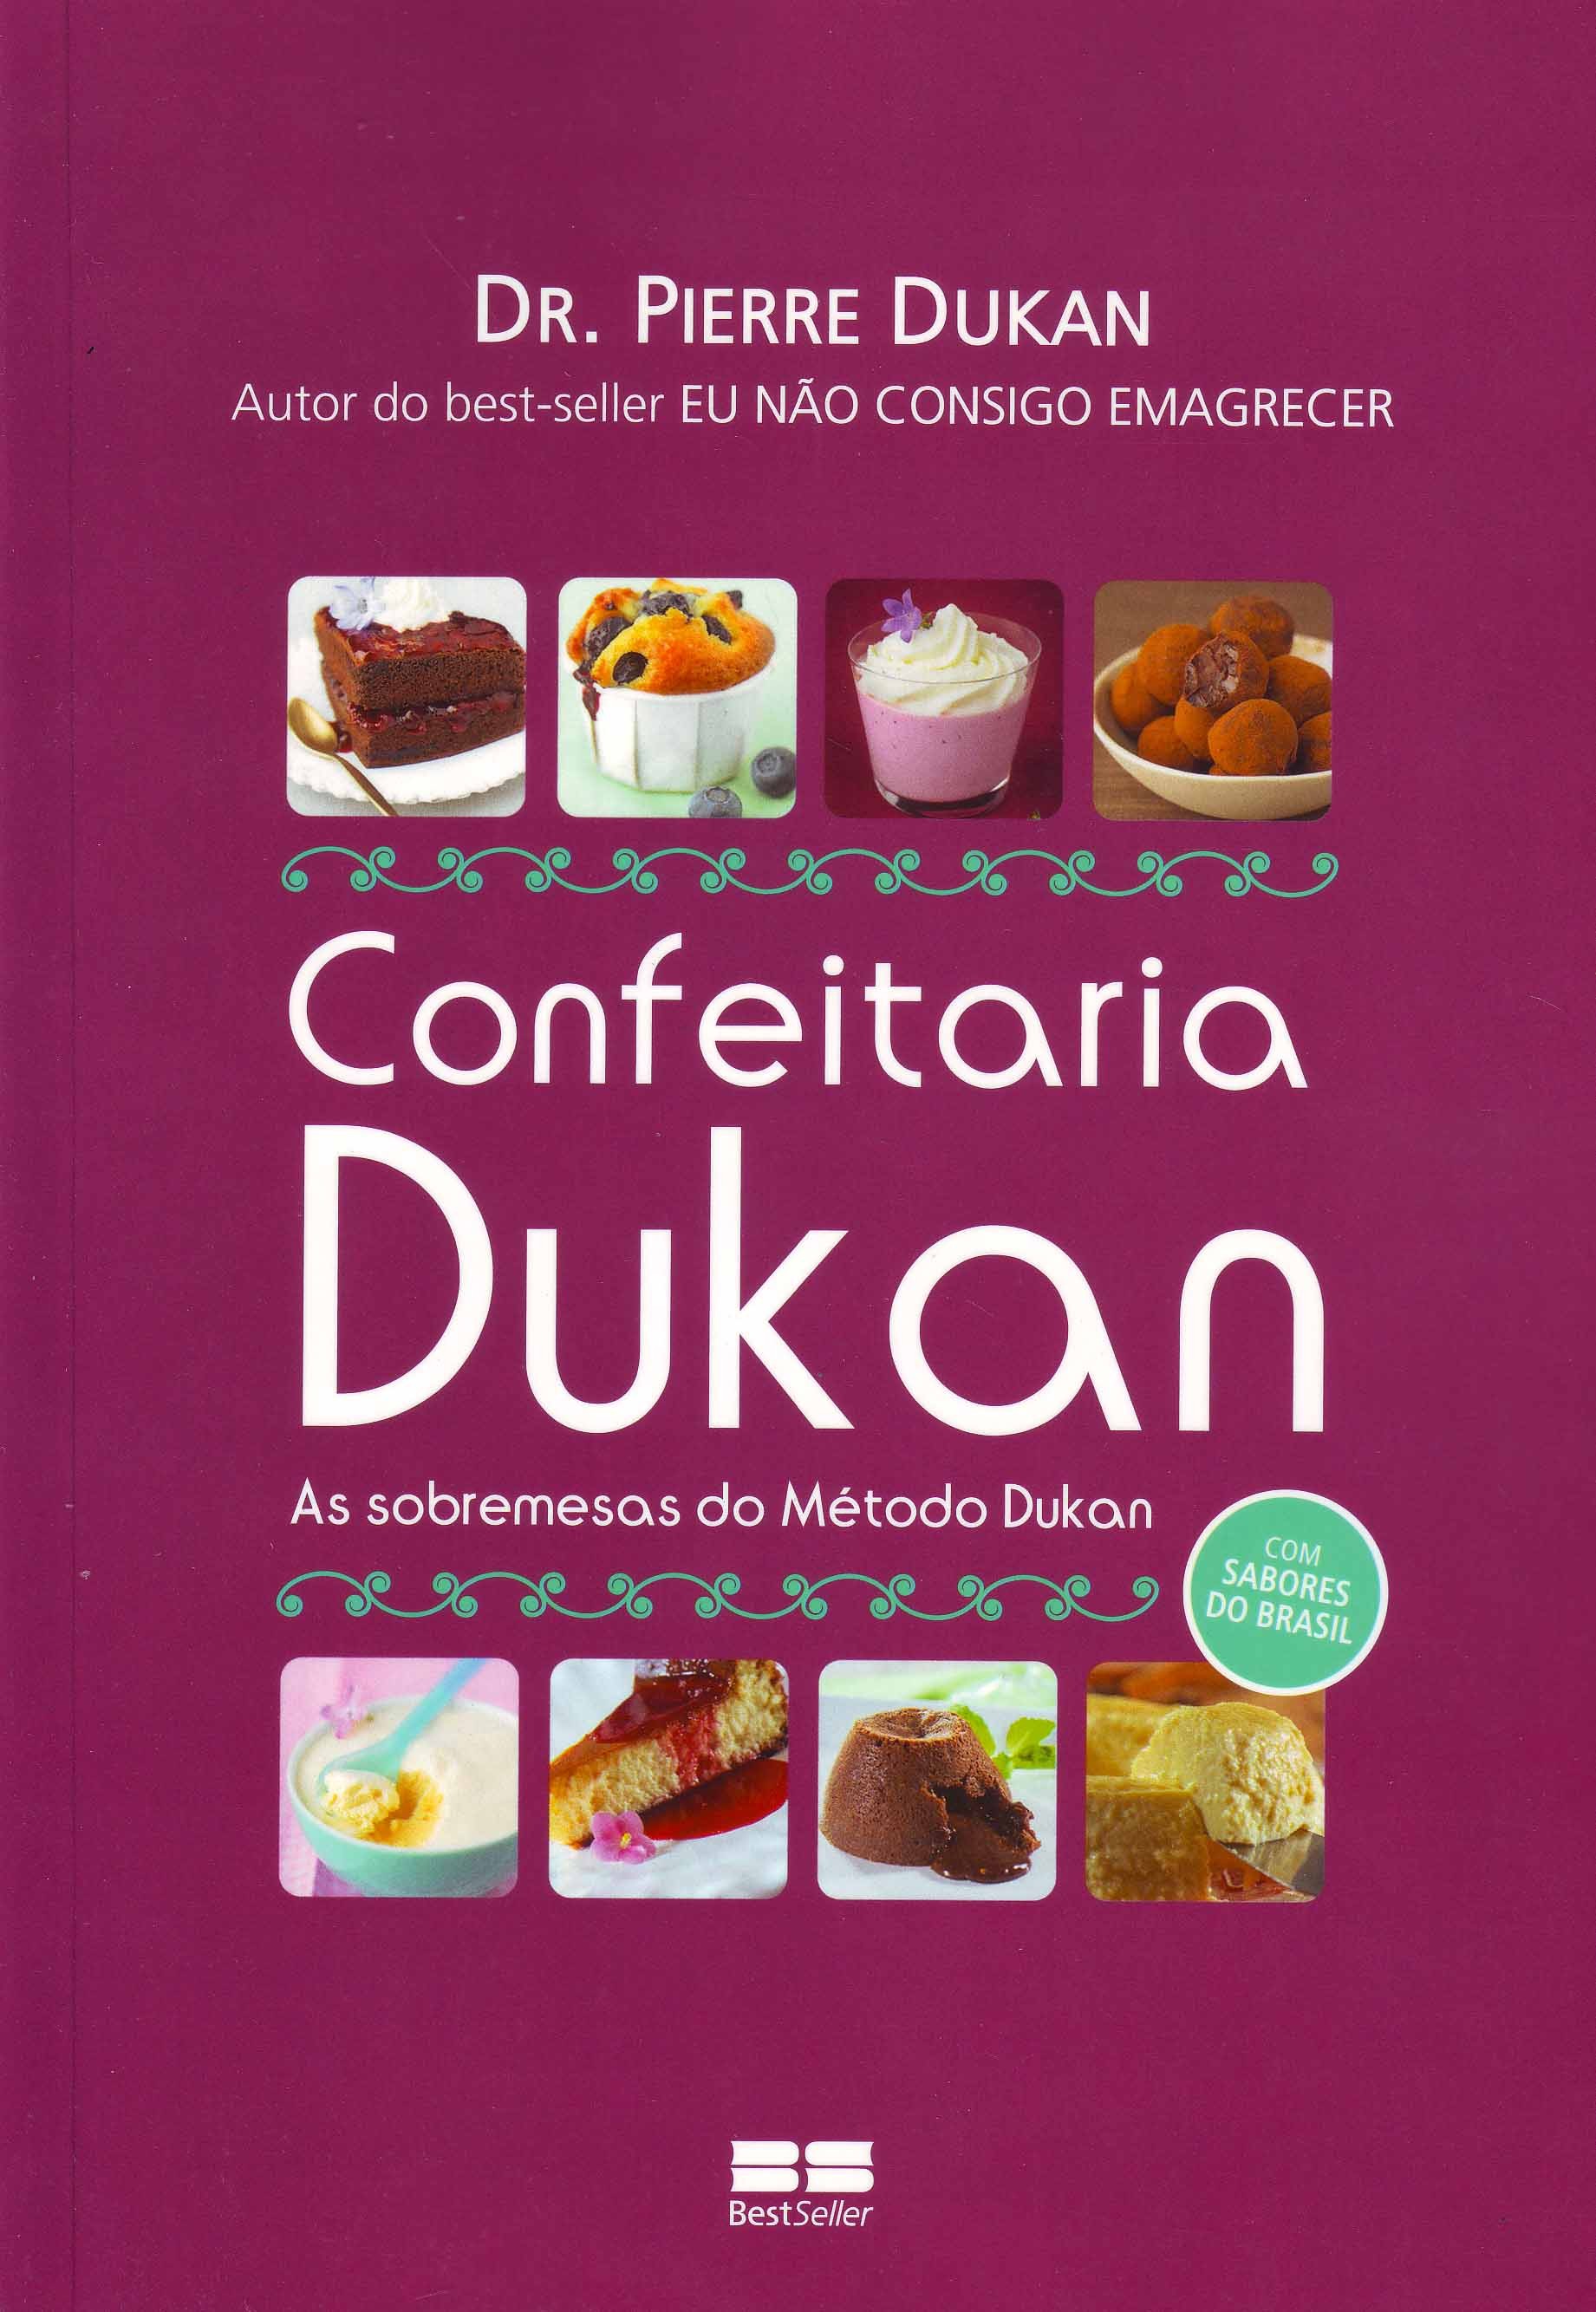 DR. PIERRE DUKAN
Autor do best-seller EU NÃO CONSIGO EMAGRECER
Confeitaria
Dukan
As sobremesas do Método Dukan
COM
SABORES
DO BRASIL
BS
BestSeller